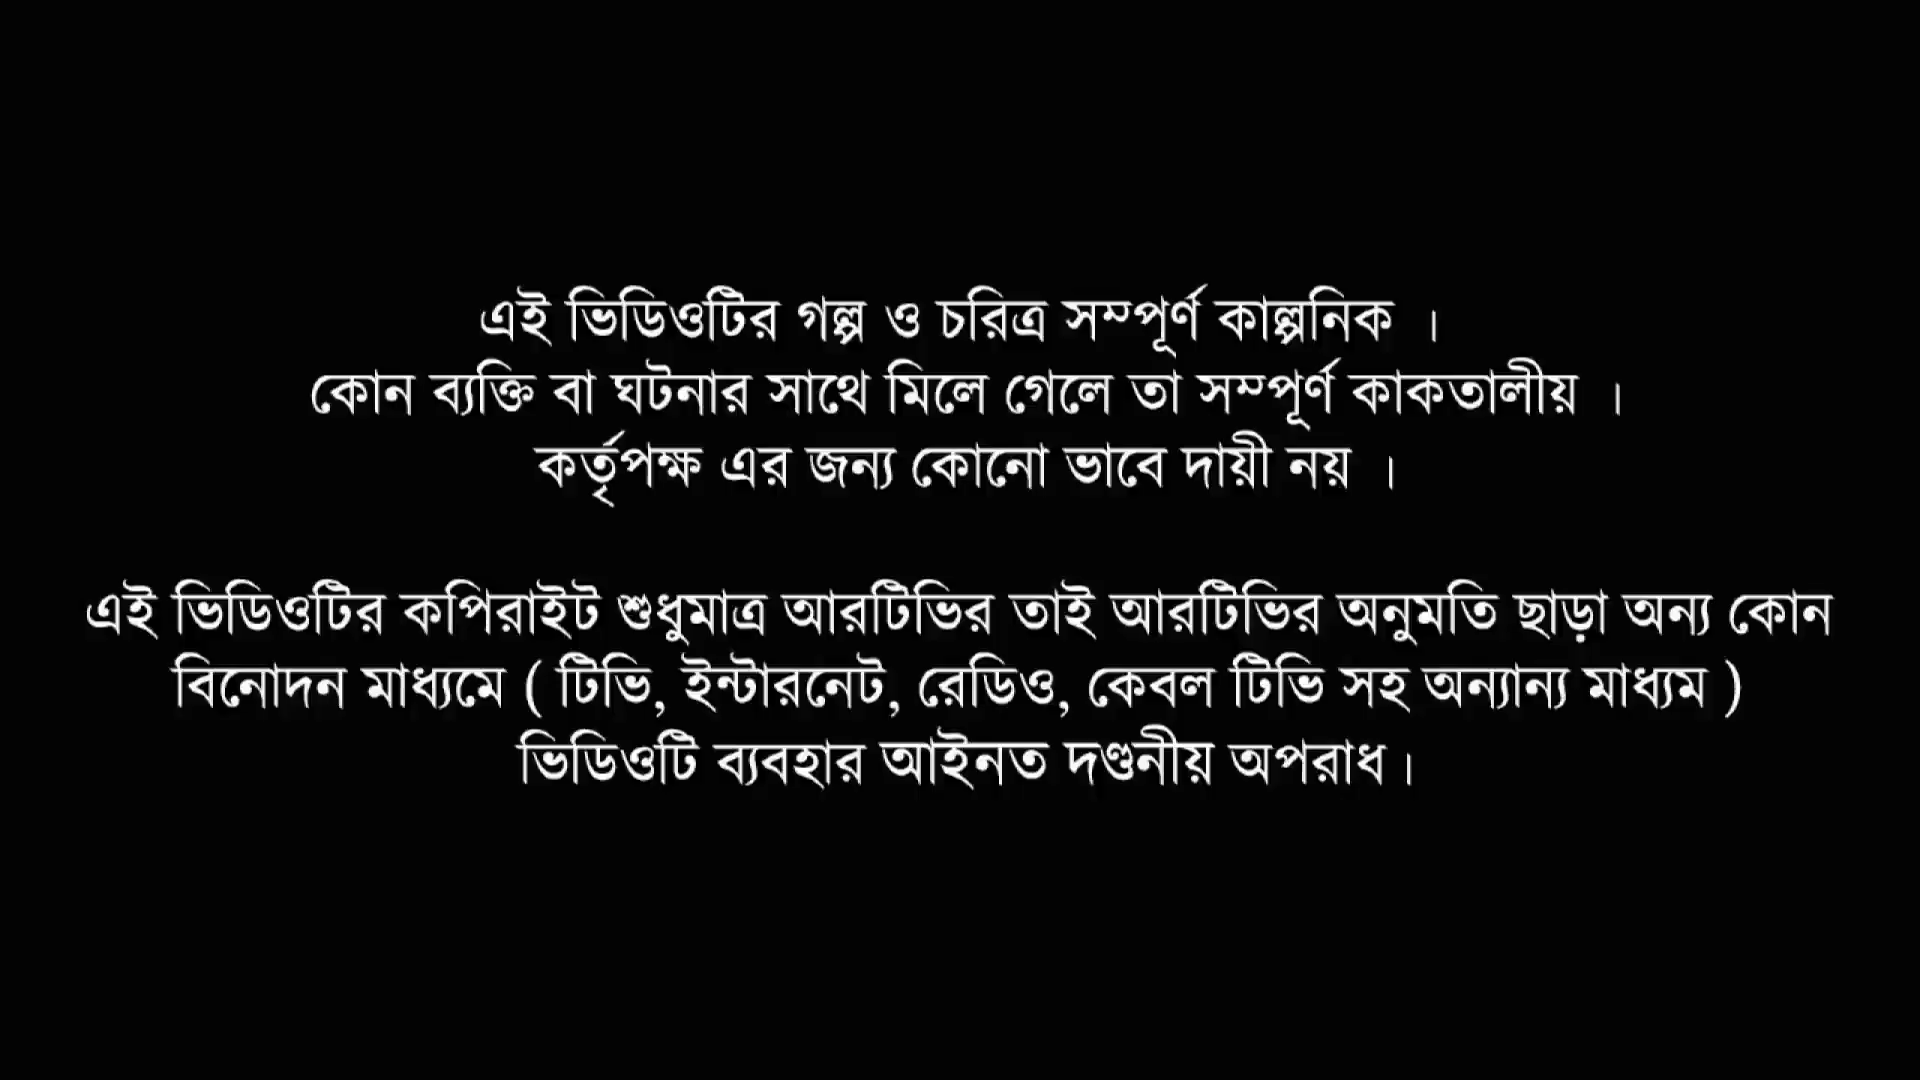 এই ভিডিওটির গল্প ও চরিত্র সম্পূর্ণ কাল্পনিক ।
কোন ব্যক্তি বা ঘটনার সাথে মিলে গেলে তা সম্পূর্ণ কাকতালীয় ।
কর্তৃপক্ষ এর জন্য কোনো ভাবে দায়ী নয় ।
এই ভিডিওটির কপিরাইট শুধুমাত্র আরটিভির তাই আরটিভির অনুমতি ছাড়া অন্য কোন
বিনোদন মাধ্যমে ( টিভি, ইন্টারনেট, রেডিও, কেবল টিভি সহ অন্যান্য মাধ্যম )
ভিডিওটি ব্যবহার আইনত দণ্ডনীয় অপরাধ।